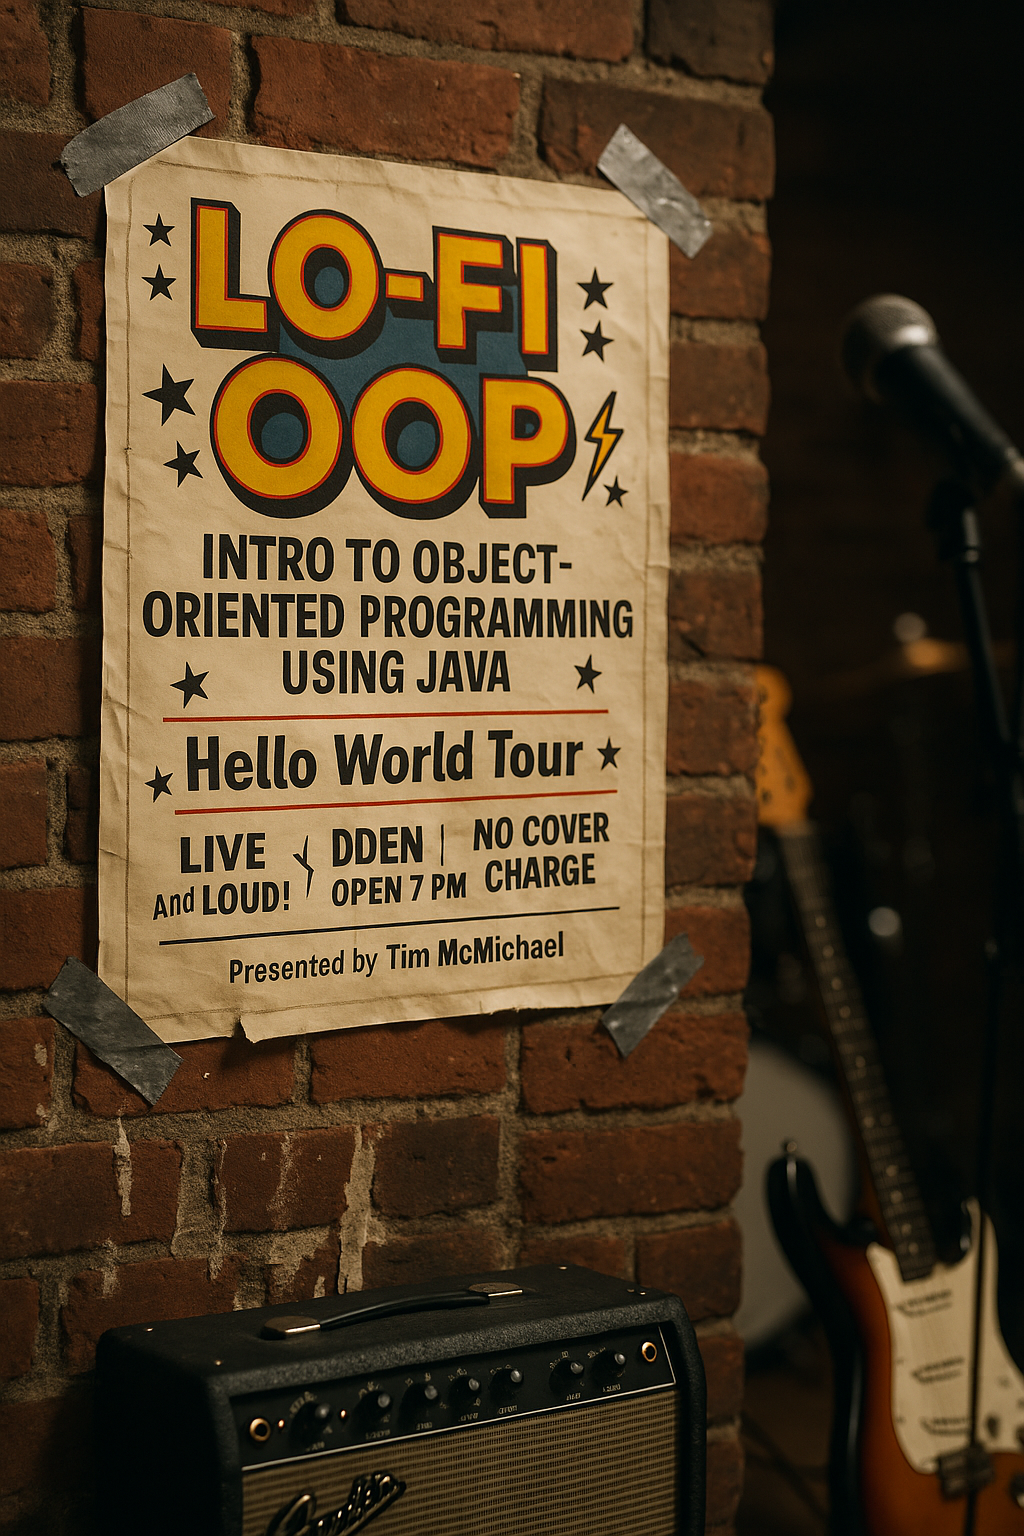 LO-FI
OOP
INTRO TO OBJECT-
ORIENTED PROGRAMMING
USING JAVA
Hello World Tour
LIVE
And LOUD!
DDEN
OPEN 7 PM
NO COVER
CHARGE
Presented by Tim McMichael